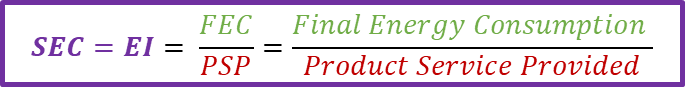 SEC = EI = FEC / PSP = Final Energy Consumption / Product Service Provided